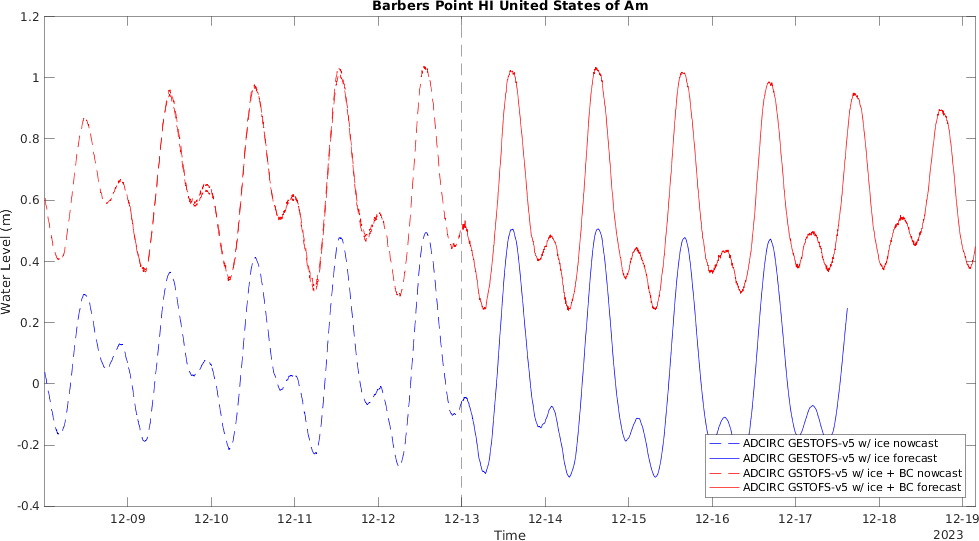 Barbers Point HI United States of Am
Water Level (m)
1.2
1
0.8
0.6
0.4
0.2
0
-0.2
-0.4
ADCIRC GESTOFS-v5 w/ ice nowcast
ADCIRC GESTOFS-v5 w/ ice forecast
ADCIRC GSTOFS-v5 w/ ice + BC nowcast
ADCIRC GSTOFS-v5 w/ ice + BC forecast
12-09 12-10 12-11 12-12 12-13 12-14 12-15 12-16 12-17 12-18 12-19
Time
2023